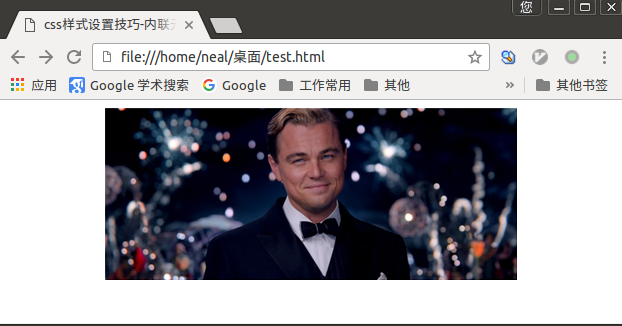 您
css样式设置技巧-内联
file:///home/neal/桌面/test.html
应用 Google 学术搜索 Google 工作常用 其他 » 其他书签